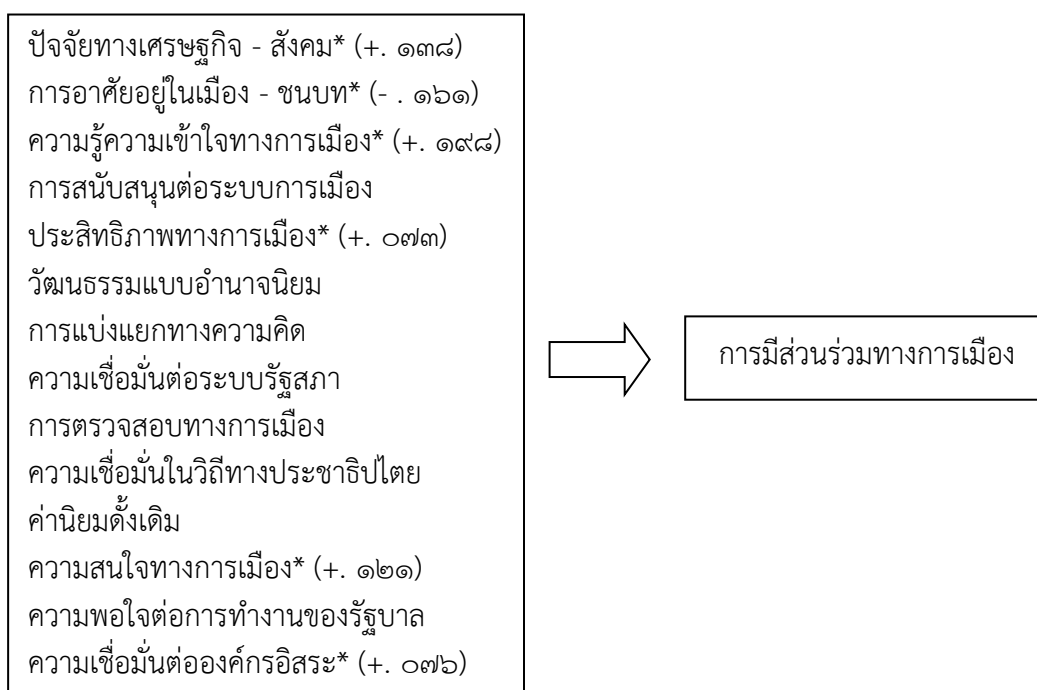 ปัจจัยทางเศรษฐกิจ - สังคม* (+. ๑๓๘)
การอาศัยอยู่ในเมือง - ชนบท* (- . ๑๖๑)
ความรู้ความเข้าใจทางการเมือง* (+. ๑๙๘)
การสนับสนุนต่อระบบการเมือง
ประสิทธิภาพทางการเมือง* (+. ๐๗๓)
วัฒนธรรมแบบอำนาจนิยม
การแบ่งแยกทางความคิด
ความเชื่อมั่นต่อระบบรัฐสภา
การตรวจสอบทางการเมือง
ความเชื่อมั่นในวิถีทางประชาธิปไตย
ค่านิยมดั้งเดิม
ความสนใจทางการเมือง* (+. ๑๒๑)
ความพอใจต่อการทำงานของรัฐบาล
ความเชื่อมั่นต่อองค์กรอิสระ* (+. ๐๗๖)
การมีส่วนร่วมทางการเมือง